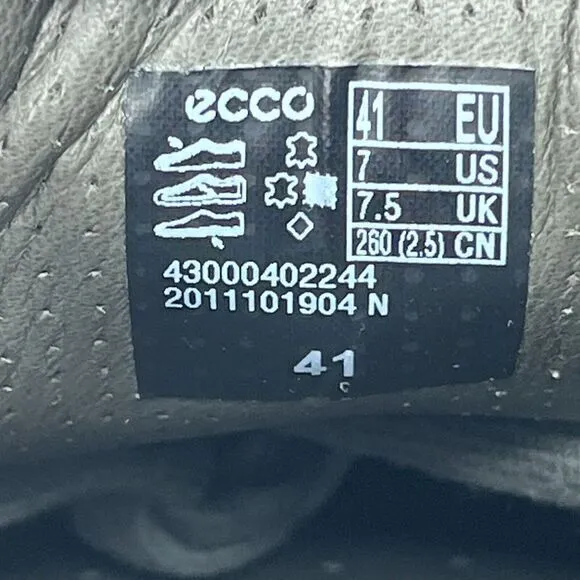 ecco
41 EU
7 US
7.5 UK
260 (2.5) CN
43000402244
2011101904 N
41
c